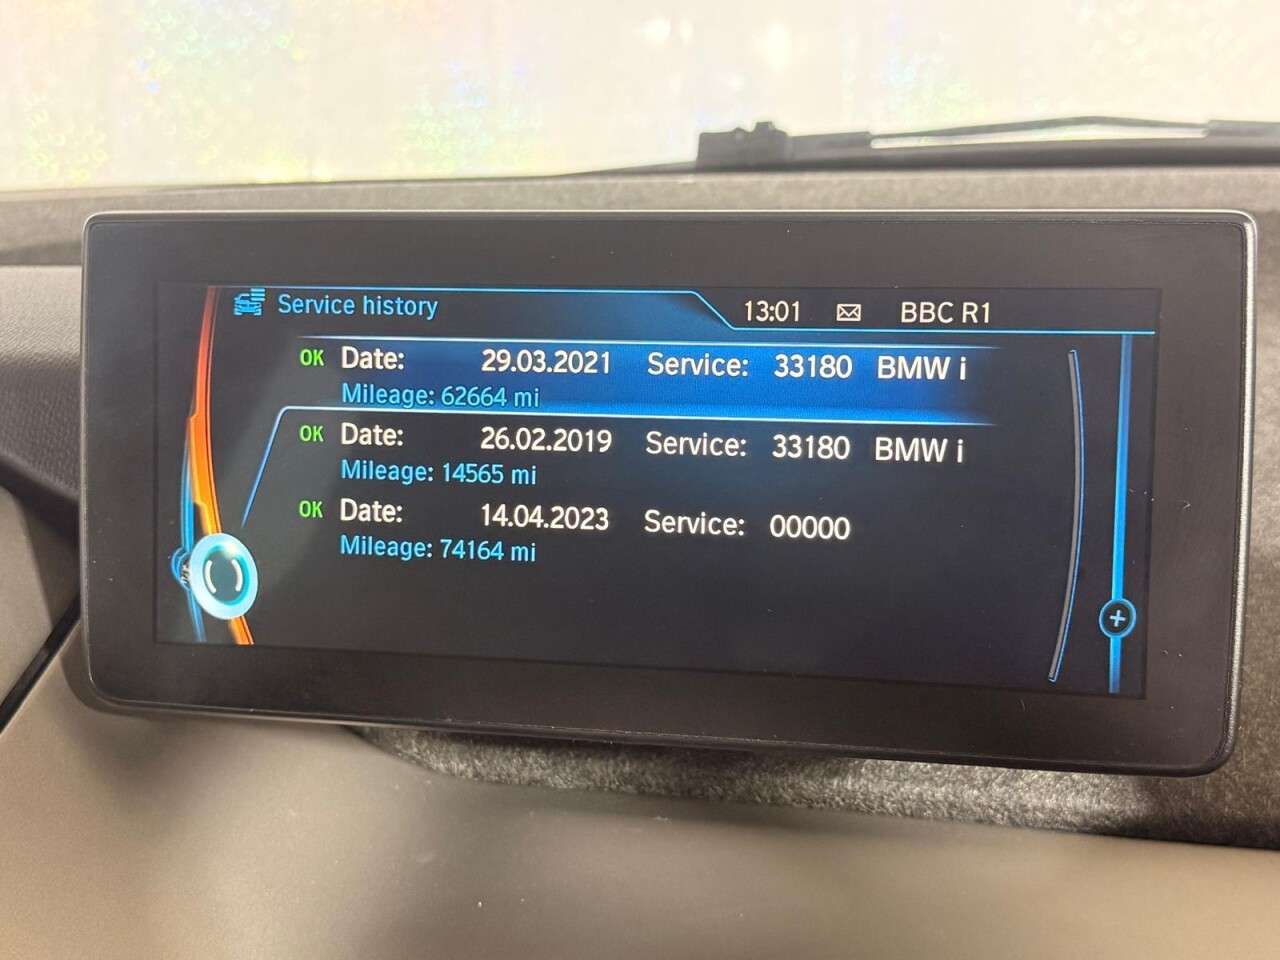 Service history 13:01 BBC R1
OK Date: 29.03.2021 Service: 33180 BMW i
Mileage: 62664 mi
OK Date: 26.02.2019 Service: 33180 BMW i
Mileage: 14565 mi
OK Date: 14.04.2023 Service: 00000
Mileage: 74164 mi